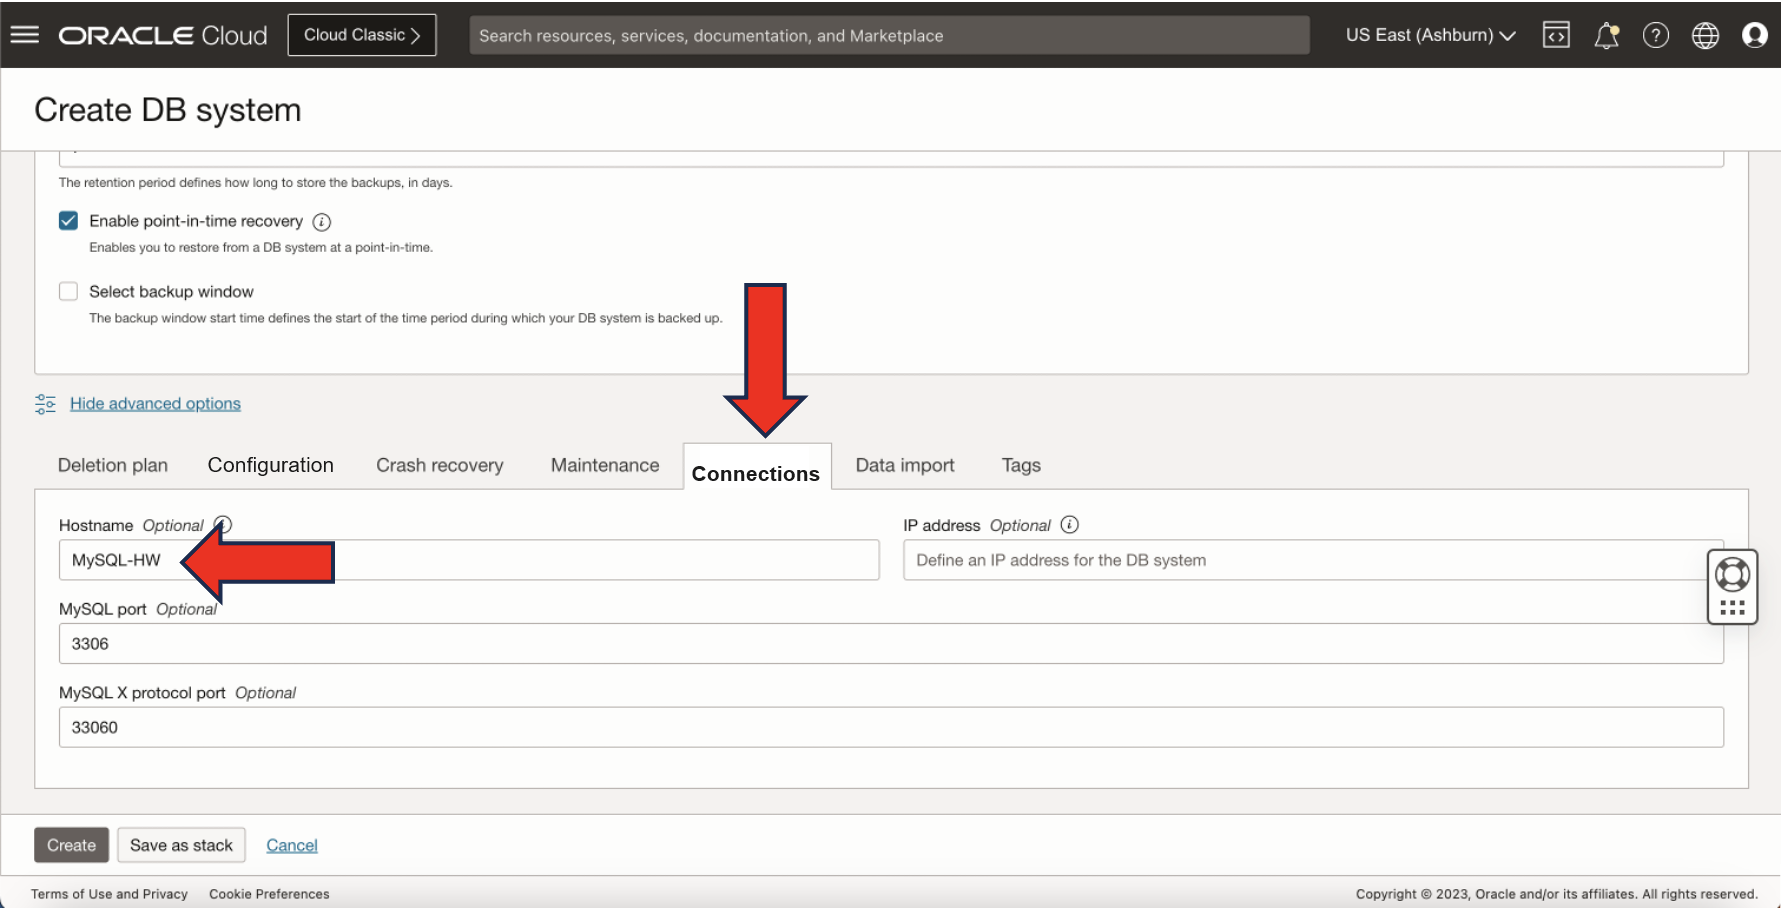 ORACLE Cloud Cloud Classic Search resources, services, documentation, and Marketplace US East (Ashburn)
Create DB system
The retention period defines how long to store the backups, in days.
Enable point-in-time recovery
Enables you to restore from a DB system at a point-in-time.
Select backup window
The backup window start time defines the start of the time period during which your DB system is backed up.
Hide advanced options
Deletion plan Configuration Crash recovery Maintenance Connections Data import Tags
Hostname Optional IP address Optional
MySQL-HW Define an IP address for the DB system
MySQL port Optional
3306
MySQL X protocol port Optional
33060
Create Save as stack Cancel
Terms of Use and Privacy Cookie Preferences Copyright © 2023, Oracle and/or its affiliates. All rights reserved.